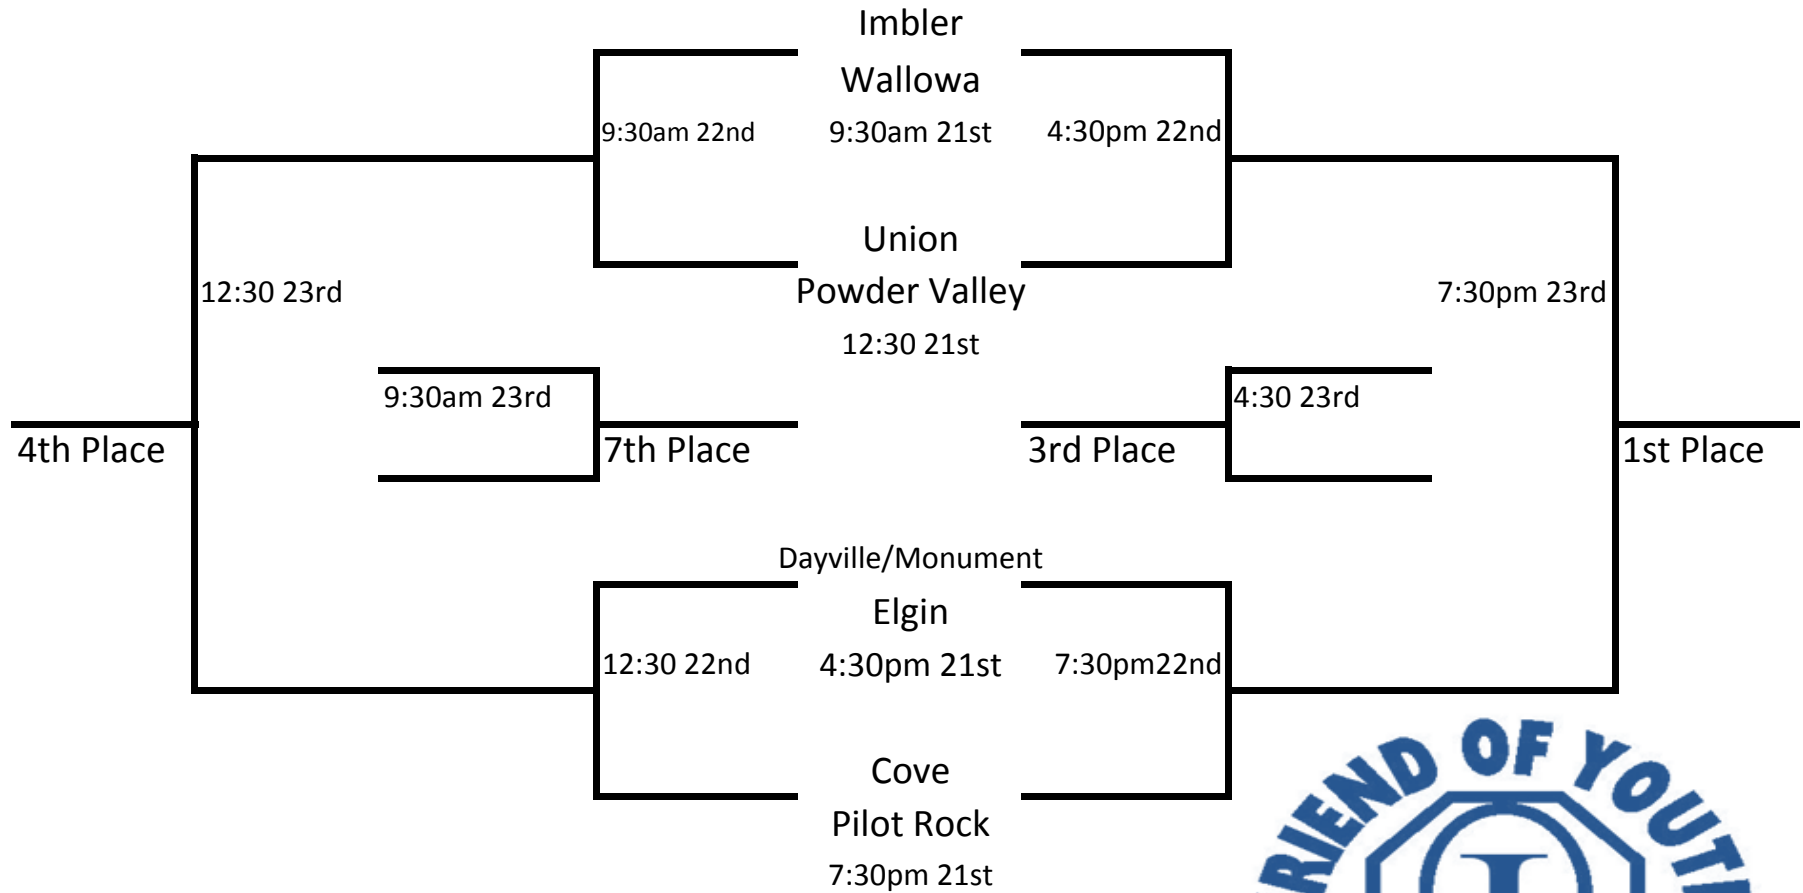 Imbler
Wallowa
9:30am 22nd
9:30am 21st
4:30pm 22nd
Union
12:30 23rd
Powder Valley
7:30pm 23rd
12:30 21st
9:30am 23rd
4:30 23rd
4th Place
7th Place
3rd Place
1st Place
Dayville/Monument
Elgin
12:30 22nd
4:30pm 21st
7:30pm22nd
Cove
Pilot Rock
7:30pm 21st
RIEND OF YOUT